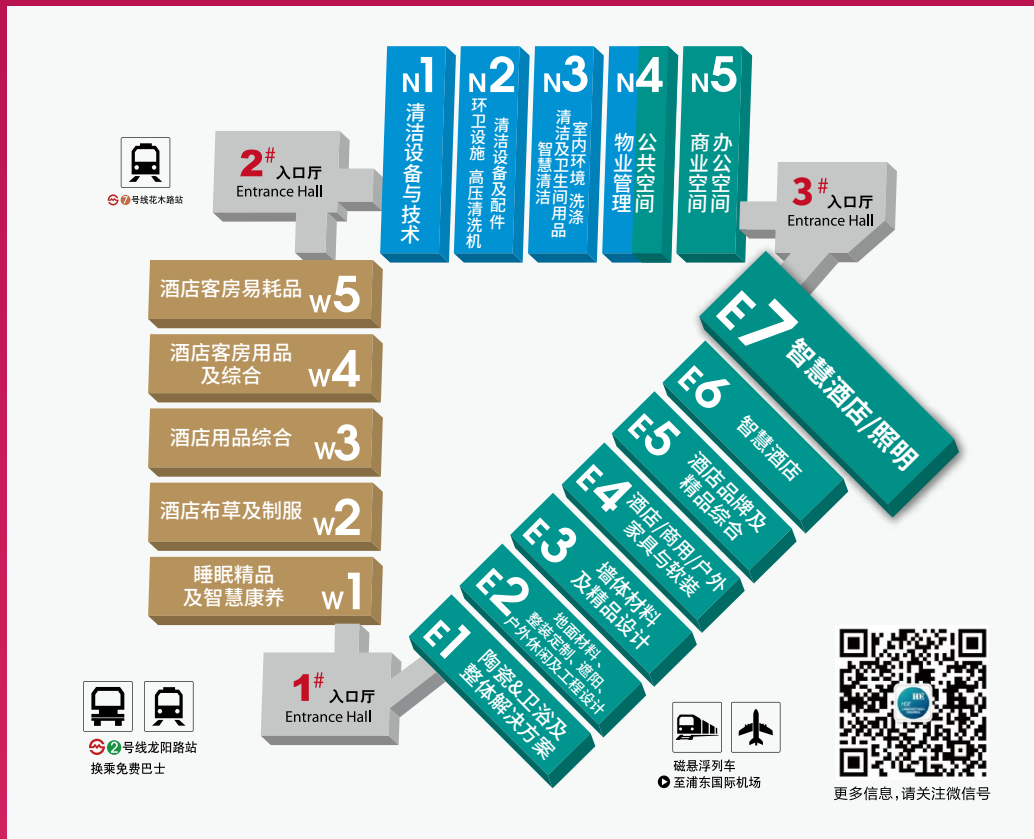 N1
清洁设备与技术
N2
清洁设备及配件
环卫设施 高压清洗机
N3
室内环境 洗涤
清洁及卫生间用品
智慧清洁
N4
公共空间
物业管理
N5
办公空间
商业空间
2# 入口厅
Entrance Hall
7号线花木路站
3# 入口厅
Entrance Hall
酒店客房易耗品 W5
酒店客房用品
及综合 W4
酒店用品综合 W3
酒店布草及制服 W2
睡眠精品
及智慧康养 W1
E7
智慧酒店/照明
E6
智慧酒店
E5
酒店品牌及
精品综合
E4
酒店/商用/户外
家具与软装
E3
墙体材料
及精品设计
E2
地面材料、
整装定制、遮阳、
户外休闲及工程设计
E1
陶瓷&卫浴及
整体解决方案
1# 入口厅
Entrance Hall
2号线龙阳路站
换乘免费巴士
磁悬浮列车
至浦东国际机场
更多信息,请关注微信号